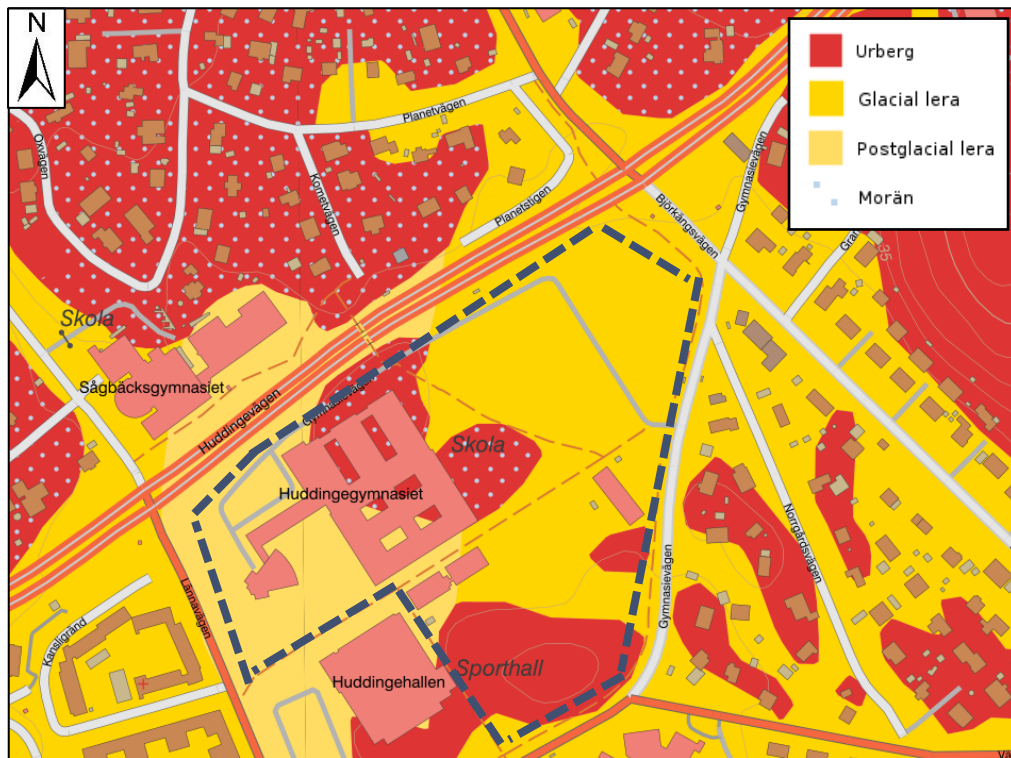 N
Urberg
Glacial lera
Postglacial lera
Morän
Planetvägen
Oxvägen
Kometvägen
Planetstigen
Björkängsvägen
Gymnasievägen
35
Skola
Sågbäcksgymnasiet
Huddingevägen
Gymnasievägen
Skola
Huddingegymnasiet
Norrgårdsvägen
Lännavägen
Gymnasievägen
Kansligränd
Sporthall
Huddingehallen